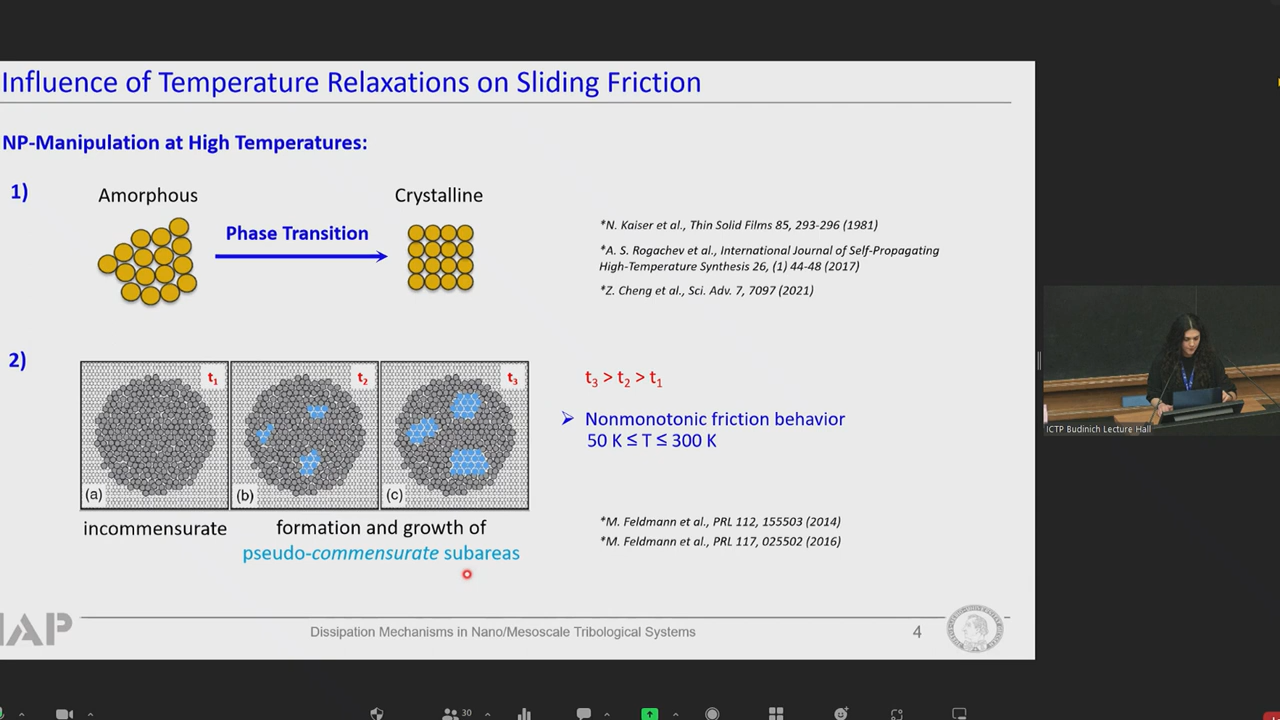 Influence of Temperature Relaxations on Sliding Friction
NP-Manipulation at High Temperatures:
1)
Amorphous
Phase Transition
Crystalline
*N. Kaiser et al., Thin Solid Films 85, 293-296 (1981)
*A. S. Rogachev et al., International Journal of Self-Propagating
High-Temperature Synthesis 26, (1) 44-48 (2017)
*Z. Cheng et al., Sci. Adv. 7, 7097 (2021)
2)
t1
t2
t3
(a)
(b)
(c)
incommensurate
formation and growth of
pseudo-commensurate subareas
t3 > t2 > t1
Nonmonotonic friction behavior
50 K ≤ T ≤ 300 K
*M. Feldmann et al., PRL 112, 155503 (2014)
*M. Feldmann et al., PRL 117, 025502 (2016)
IAP
Dissipation Mechanisms in Nano/Mesoscale Tribological Systems
4
ICTP Budinich Lecture Hall
30